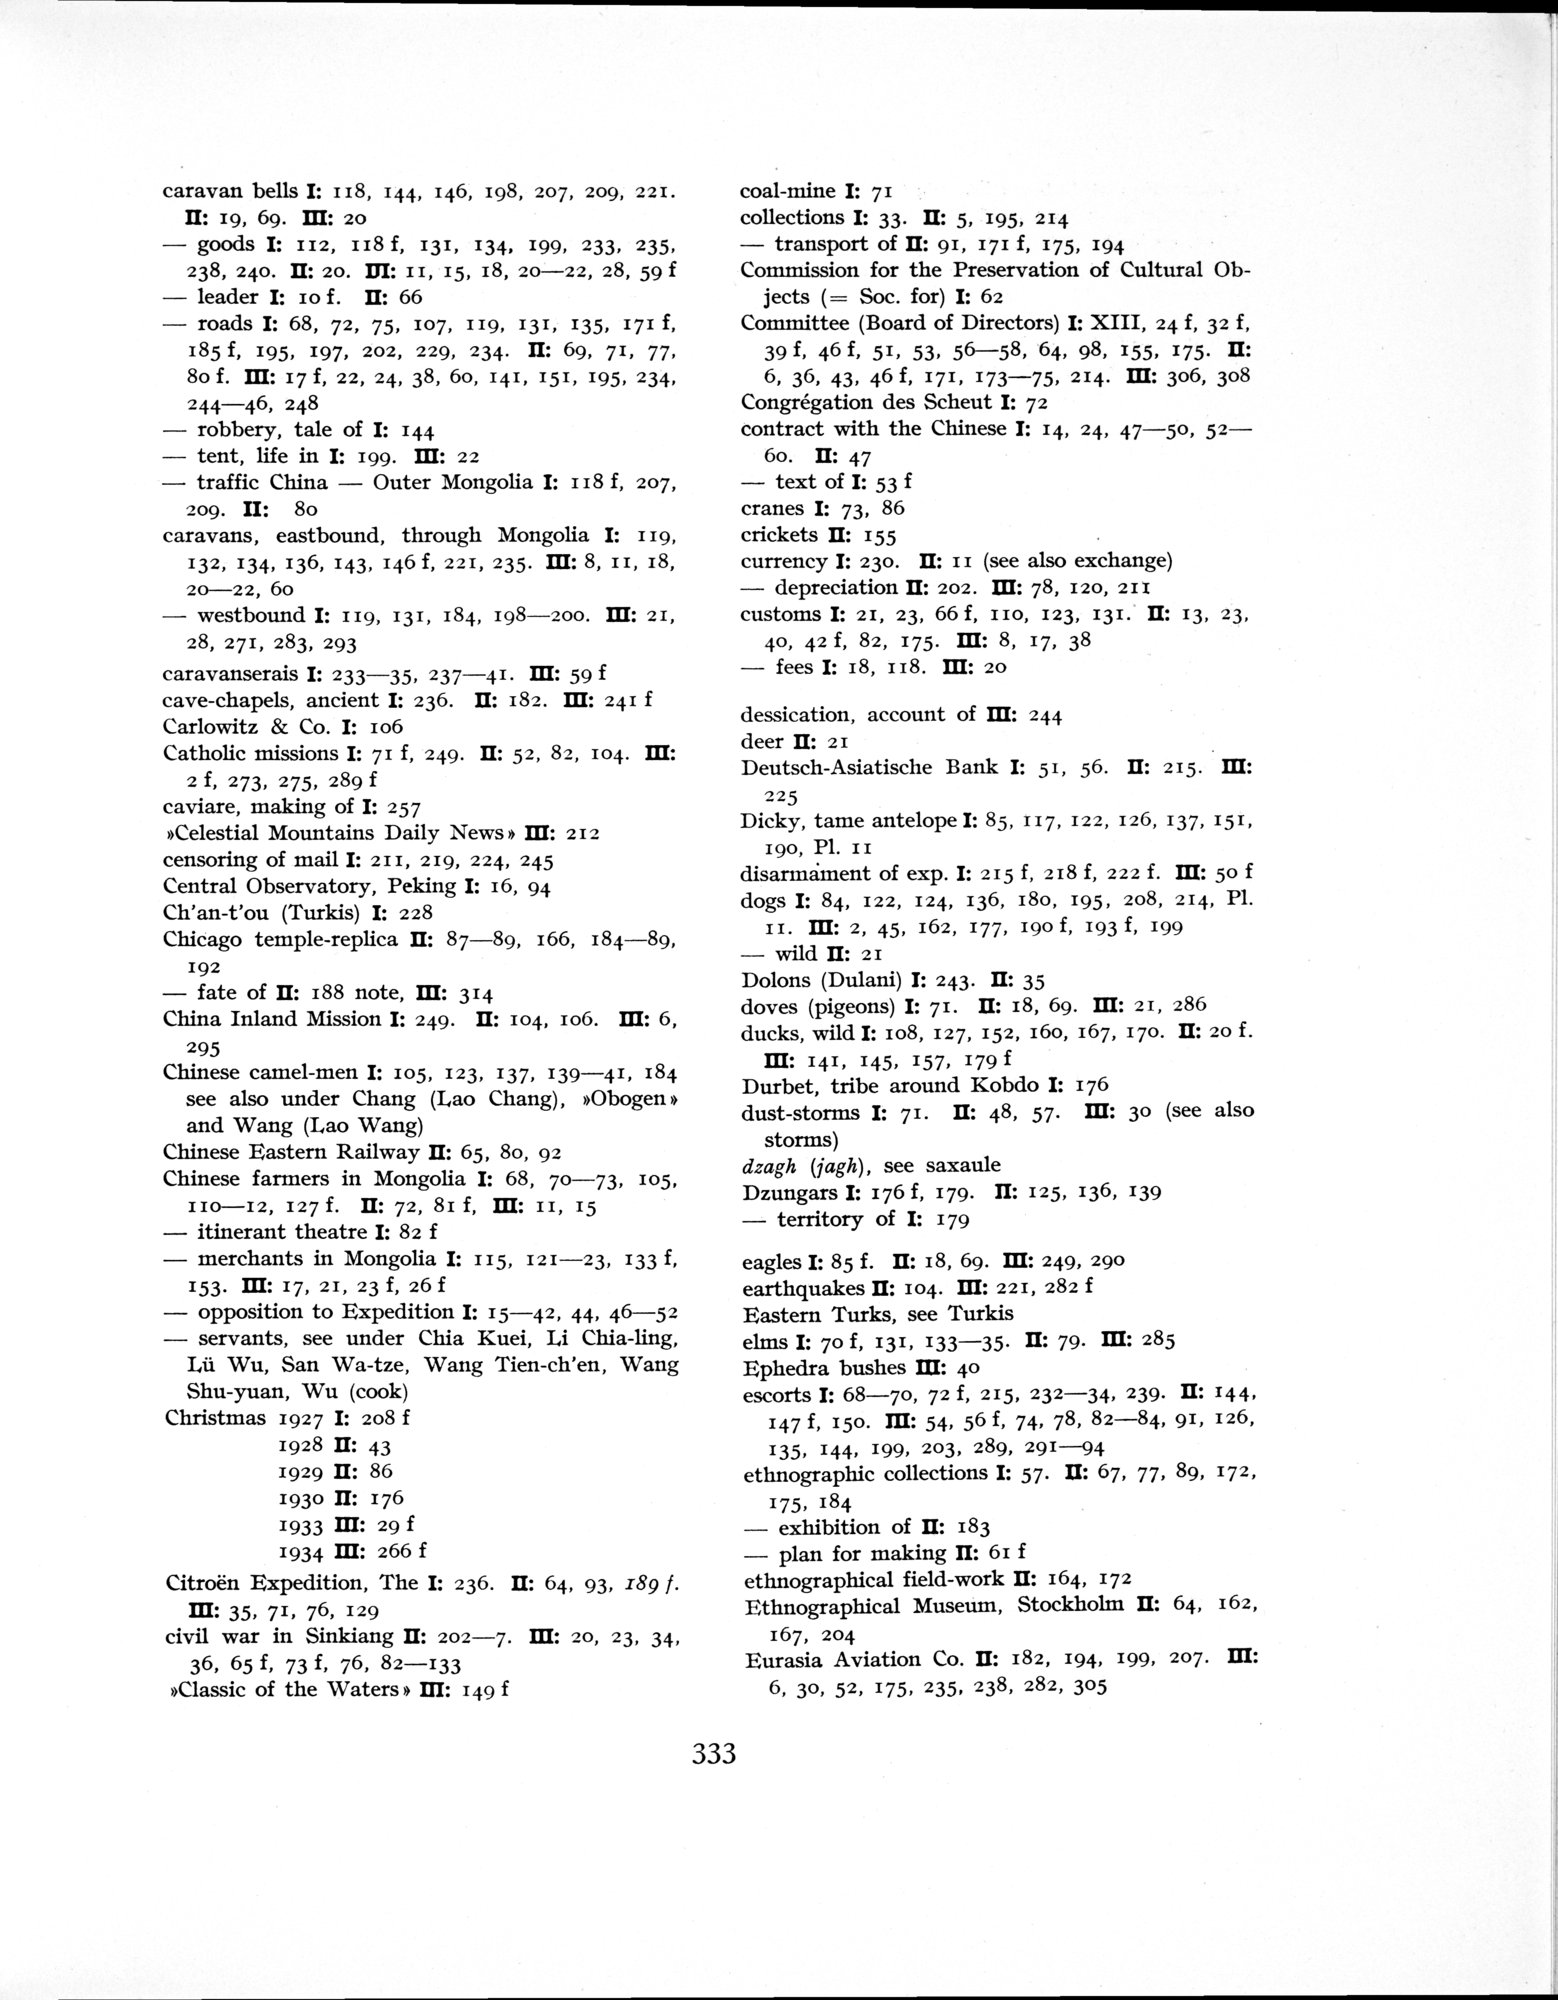 caravan bells I: 118, 144, 146, 198, 207, 209, 221.
II: 19, 69. III: 20
— goods I: 112, 118 f, 131, 134, 199, 233, 235,
238, 240. II: 20. III: 11, 15, 18, 20—22, 28, 59 f
— leader I: 10 f. II: 66
— roads I: 68, 72, 75, 107, 119, 131, 135, 171 f,
185 f, 195, 197, 202, 229, 234. II: 69, 71, 77,
80 f. III: 17 f, 22, 24, 38, 60, 141, 151, 195, 234,
244—46, 248
— robbery, tale of I: 144
— tent, life in I: 199. III: 22
— traffic China — Outer Mongolia I: 118 f, 207,
209. II: 80
caravans, eastbound, through Mongolia I: 119,
132, 134, 136, 143, 146 f, 221, 235. III: 8, 11, 18,
20—22, 60
— westbound I: 119, 131, 184, 198—200. III: 21,
28, 271, 283, 293
caravanserais I: 233—35, 237—41. III: 59 f
cave-chapels, ancient I: 236. II: 182. III: 241 f
Carlowitz & Co. I: 106
Catholic missions I: 71 f, 249. II: 52, 82, 104. III:
2 f, 273, 275, 289 f
caviare, making of I: 257
»Celestial Mountains Daily News» III: 212
censoring of mail I: 211, 219, 224, 245
Central Observatory, Peking I: 16, 94
Ch'an-t'ou (Turkis) I: 228
Chicago temple-replica II: 87—89, 166, 184—89,
192
— fate of II: 188 note, III: 314
China Inland Mission I: 249. II: 104, 106. III: 6,
295
Chinese camel-men I: 105, 123, 137, 139—41, 184
see also under Chang (Lao Chang), »Obogen»
and Wang (Lao Wang)
Chinese Eastern Railway II: 65, 80, 92
Chinese farmers in Mongolia I: 68, 70—73, 105,
110—12, 127 f. II: 72, 81 f, III: 11, 15
— itinerant theatre I: 82 f
— merchants in Mongolia I: 115, 121—23, 133 f,
153. III: 17, 21, 23 f, 26 f
— opposition to Expedition I: 15—42, 44, 46—52
— servants, see under Chia Kuei, Li Chia-ling,
Lü Wu, San Wa-tze, Wang Tien-ch'en, Wang
Shu-yuan, Wu (cook)
Christmas 1927 I: 208 f
1928 II: 43
1929 II: 86
1930 II: 176
1933 III: 29 f
1934 III: 266 f
Citroën Expedition, The I: 236. II: 64, 93, 189 f.
III: 35, 71, 76, 129
civil war in Sinkiang II: 202—7. III: 20, 23, 34,
36, 65 f, 73 f, 76, 82—133
»Classic of the Waters» III: 149 f
coal-mine I: 71
collections I: 33. II: 5, 195, 214
— transport of II: 91, 171 f, 175, 194
Commission for the Preservation of Cultural Ob-
jects (= Soc. for) I: 62
Committee (Board of Directors) I: XIII, 24 f, 32 f,
39 f, 46 f, 51, 53, 56—58, 64, 98, 155, 175. II:
6, 36, 43, 46 f, 171, 173—75, 214. III: 306, 308
Congrégation des Scheut I: 72
contract with the Chinese I: 14, 24, 47—50, 52—
60. II: 47
— text of I: 53 f
cranes I: 73, 86
crickets II: 155
currency I: 230. II: 11 (see also exchange)
— depreciation II: 202. III: 78, 120, 211
customs I: 21, 23, 66 f, 110, 123, 131. II: 13, 23,
40, 42 f, 82, 175. III: 8, 17, 38
— fees I: 18, 118. III: 20
dessication, account of III: 244
deer II: 21
Deutsch-Asiatische Bank I: 51, 56. II: 215. III:
225
Dicky, tame antelope I: 85, 117, 122, 126, 137, 151,
190, Pl. 11
disarmament of exp. I: 215 f, 218 f, 222 f. III: 50 f
dogs I: 84, 122, 124, 136, 180, 195, 208, 214, Pl.
11. III: 2, 45, 162, 177, 190 f, 193 f, 199
— wild II: 21
Dolons (Dulani) I: 243. II: 35
doves (pigeons) I: 71. II: 18, 69. III: 21, 286
ducks, wild I: 108, 127, 152, 160, 167, 170. II: 20 f.
III: 141, 145, 157, 179 f
Durbet, tribe around Kobdo I: 176
dust-storms I: 71. II: 48, 57. III: 30 (see also
storms)
dzagh (jagh), see saxaule
Dzungars I: 176 f, 179. II: 125, 136, 139
— territory of I: 179
eagles I: 85 f. II: 18, 69. III: 249, 290
earthquakes II: 104. III: 221, 282 f
Eastern Turks, see Turkis
elms I: 70 f, 131, 133—35. II: 79. III: 285
Ephedra bushes III: 40
escorts I: 68—70, 72 f, 215, 232—34, 239. II: 144,
147 f, 150. III: 54, 56 f, 74, 78, 82—84, 91, 126,
135, 144, 199, 203, 289, 291—94
ethnographic collections I: 57. II: 67, 77, 89, 172,
175, 184
— exhibition of II: 183
— plan for making II: 61 f
ethnographical field-work II: 164, 172
Ethnographical Museum, Stockholm II: 64, 162,
167, 204
Eurasia Aviation Co. II: 182, 194, 199, 207. III:
6, 30, 52, 175, 235, 238, 282, 305
333